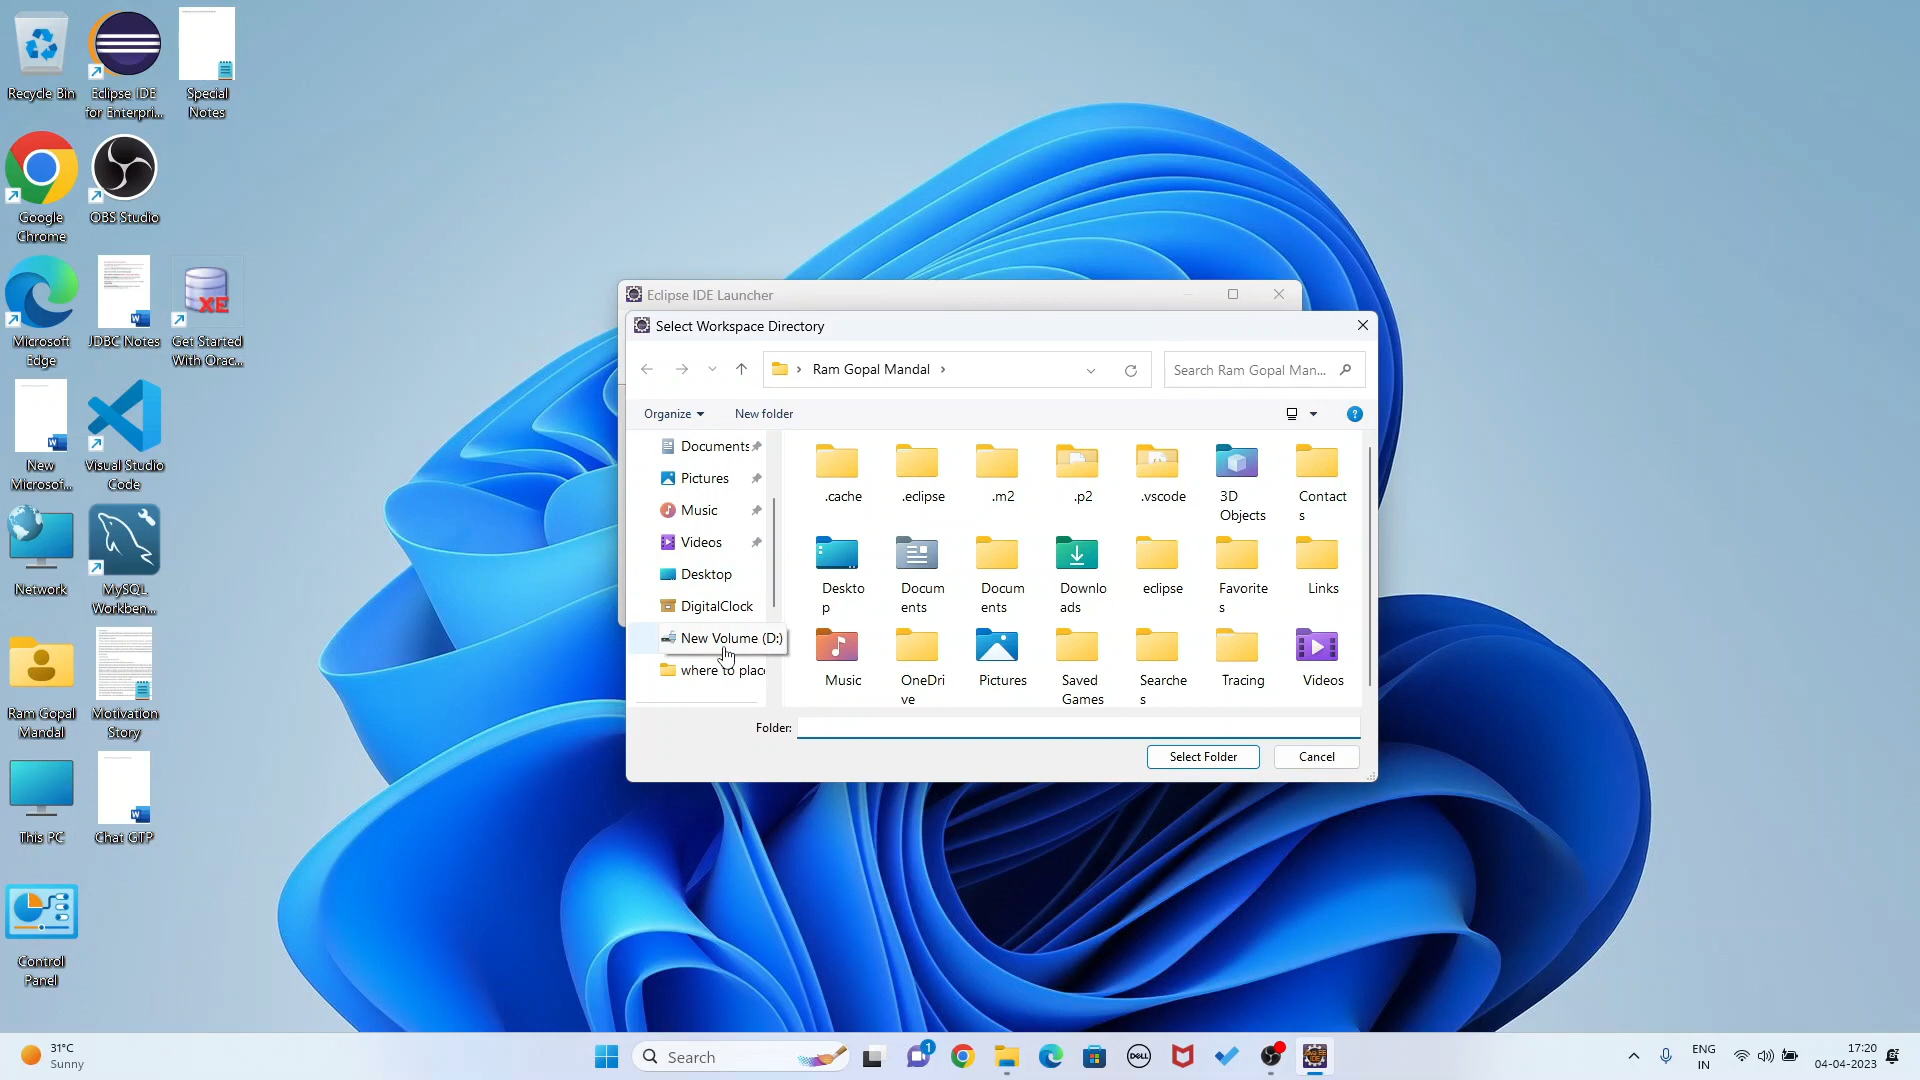 Recycle Bin
Eclipse IDE
for Enterpri...
Special
Notes
Google
Chrome
OBS Studio
Microsoft
Edge
JDBC Notes
XE
Get Started
With Orac...
New
Microsof...
Visual Studio
Code
Network
MySQL
Workben...
Ram Gopal
Mandal
Motivation
Story
This PC
Chat GTP
Control
Panel
Eclipse IDE Launcher
Select Workspace Directory
Ram Gopal Mandal
Search Ram Gopal Man...
Organize
New folder
Documents
Pictures
Music
Videos
Desktop
DigitalClock
New Volume (D:)
where to place
.cache
.eclipse
.m2
.p2
.vscode
3D
Objects
Contact
s
Deskto
p
Docum
ents
Docum
ents
Downlo
ads
eclipse
Favorite
s
Links
Music
OneDri
ve
Pictures
Saved
Games
Searche
s
Tracing
Videos
Folder:
Select Folder
Cancel
31°C
Sunny
Search
1
DELL
ENG
IN
17:20
04-04-2023